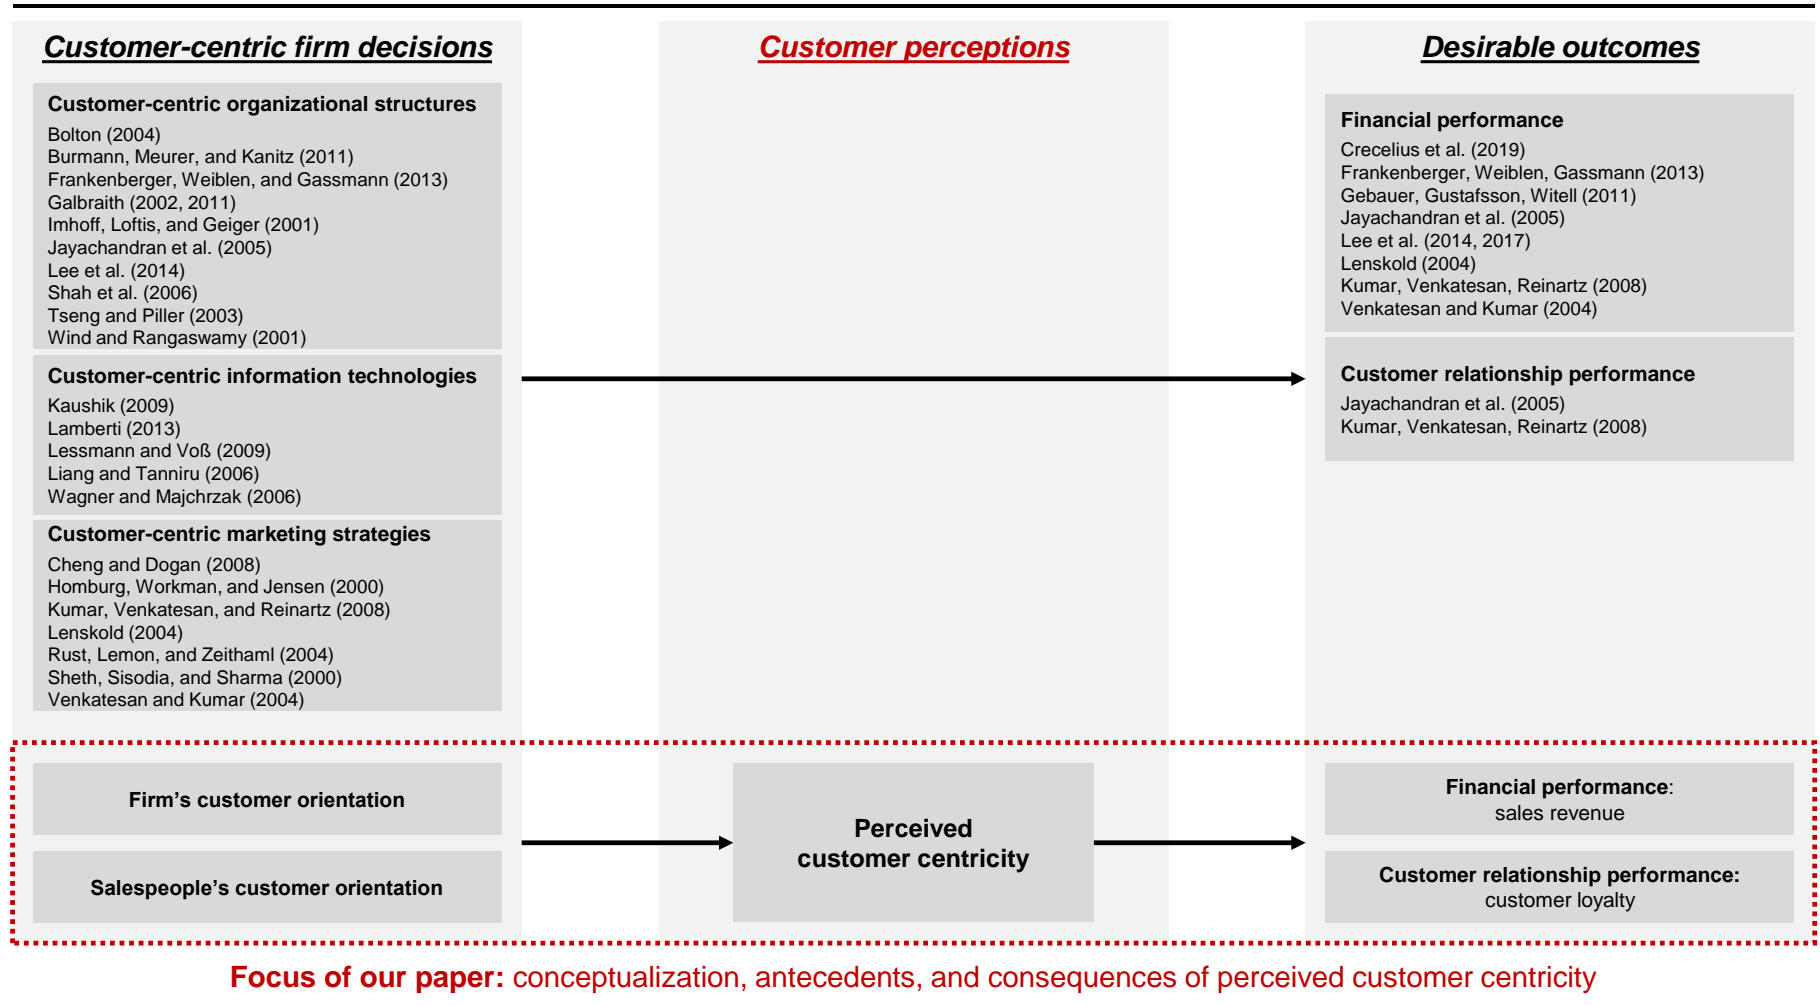 Customer-centric firm decisions
Customer-centric organizational structures
Bolton (2004)
Burmann, Meurer, and Kanitz (2011)
Frankenberger, Weiblen, and Gassmann (2013)
Galbraith (2002, 2011)
Imhoff, Loftis, and Geiger (2001)
Jayachandran et al. (2005)
Lee et al. (2014)
Shah et al. (2006)
Tseng and Piller (2003)
Wind and Rangaswamy (2001)
Customer-centric information technologies
Kaushik (2009)
Lamberti (2013)
Lessmann and Voß (2009)
Liang and Tanniru (2006)
Wagner and Majchrzak (2006)
Customer-centric marketing strategies
Cheng and Dogan (2008)
Homburg, Workman, and Jensen (2000)
Kumar, Venkatesan, and Reinartz (2008)
Lenskold (2004)
Rust, Lemon, and Zeithaml (2004)
Sheth, Sisodia, and Sharma (2000)
Venkatesan and Kumar (2004)
Customer perceptions
Desirable outcomes
Financial performance
Crecelius et al. (2019)
Frankenberger, Weiblen, Gassmann (2013)
Gebauer, Gustafsson, Witell (2011)
Jayachandran et al. (2005)
Lee et al. (2014, 2017)
Lenskold (2004)
Kumar, Venkatesan, Reinartz (2008)
Venkatesan and Kumar (2004)
Customer relationship performance
Jayachandran et al. (2005)
Kumar, Venkatesan, Reinartz (2008)
Firm’s customer orientation
Salespeople’s customer orientation
Perceived
customer centricity
Financial performance:
sales revenue
Customer relationship performance:
customer loyalty
Focus of our paper: conceptualization, antecedents, and consequences of perceived customer centricity